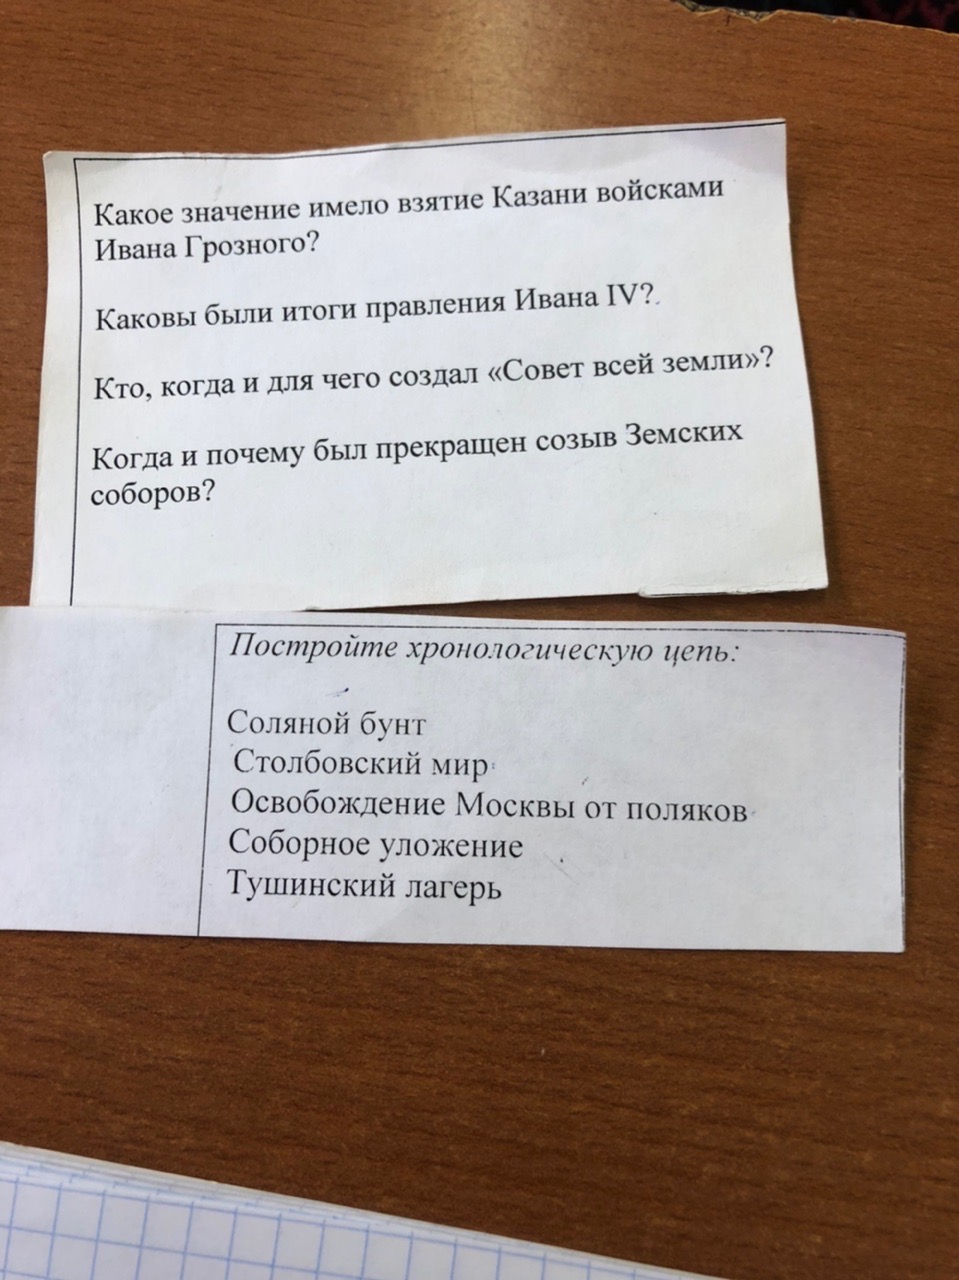 Какое значение имело взятие Казани войсками
Ивана Грозного?
Каковы были итоги правления Ивана IV?
Кто, когда и для чего создал «Совет всей земли»?
Когда и почему был прекращен созыв Земских
соборов?
Постройте хронологическую цепь:
Соляной бунт
Столбовский мир
Освобождение Москвы от поляков
Соборное уложение
Тушинский лагерь